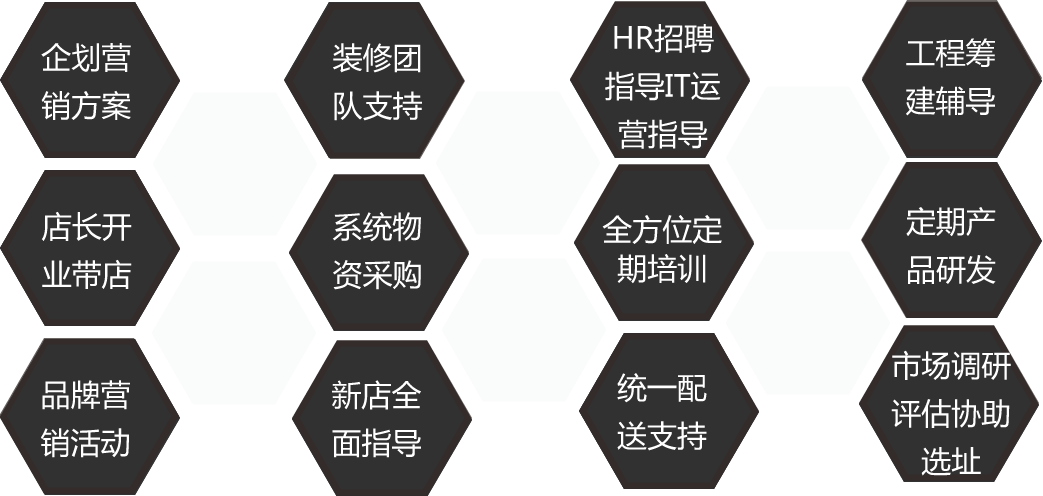 企划营
销方案
装修团
队支持
HR招聘
指导IT运
营指导
工程筹
建辅导
店长开
业带店
系统物
资采购
全方位定
期培训
定期产
品研发
品牌营
销活动
新店全
面指导
统一配
送支持
市场调研
评估协助
选址